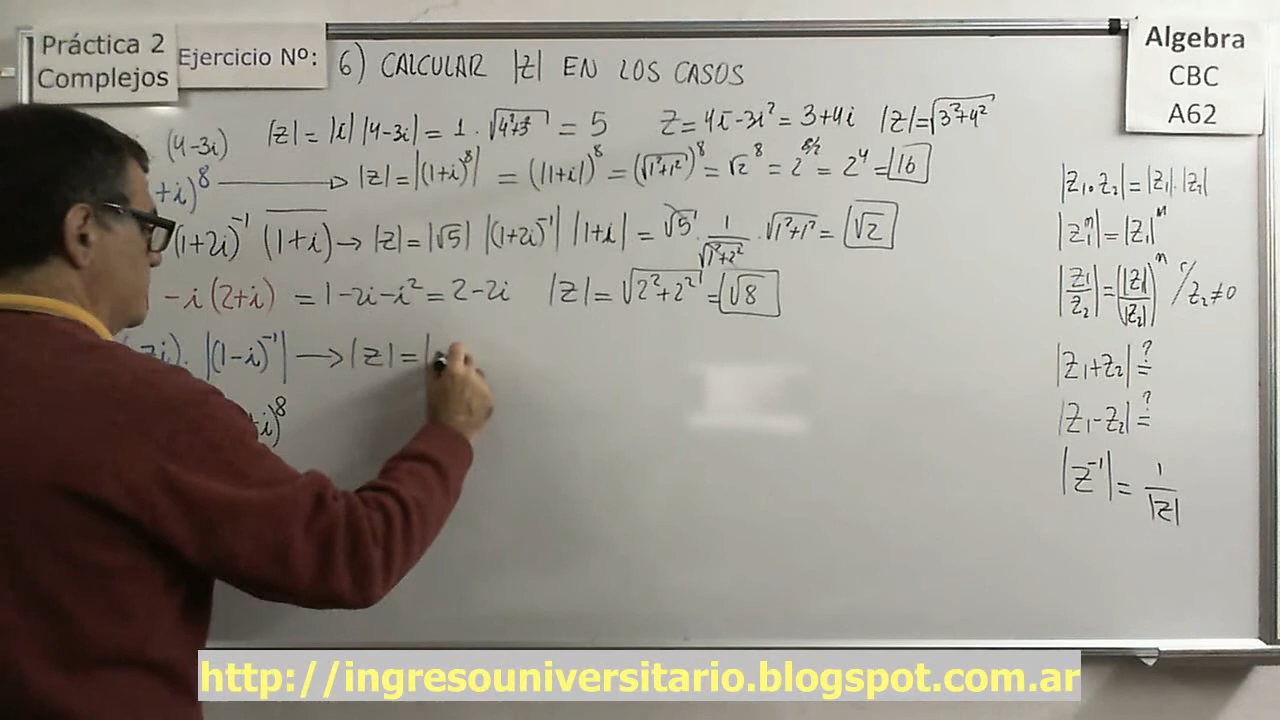 Práctica 2
Complejos
Ejercicio Nº:
6) CALCULAR |Z| EN LOS CASOS
Algebra
CBC
A62
(4-3i) |Z| = |i| |4-3i| = 1 . √4²+3² = 5 Z = 4i-3i² = 3+4i |Z| = √3²+4²
+i)⁸ → |Z| = |(1+i)⁸| = (|1+i|)⁸ = (√1²+1²)⁸ = √2⁸ = 2^8/2 = 2⁴ = 16
(1+2i)⁻¹ (1+i) → |Z| = |√5| |(1+2i)⁻¹| |1+i| = √5 . 1/√1²+2² . √1²+1² = √2
-i(2+i) = 1-2i-i² = 2-2i |Z| = √2²+2² = √8
2i). |(1-i)⁻¹| → |Z| = |
+i)⁸
|Z₁.Z₂| = |Z₁|.|Z₂|
|Z₁ⁿ| = |Z₁|ⁿ
|Z₁/Z₂| = (|Z₁|/|Z₂|)ⁿ / Z₂≠0
|Z₁+Z₂| ?=
|Z₁-Z₂| ?=
|Z⁻¹| = 1/|Z|
http://ingresouniversitario.blogspot.com.ar